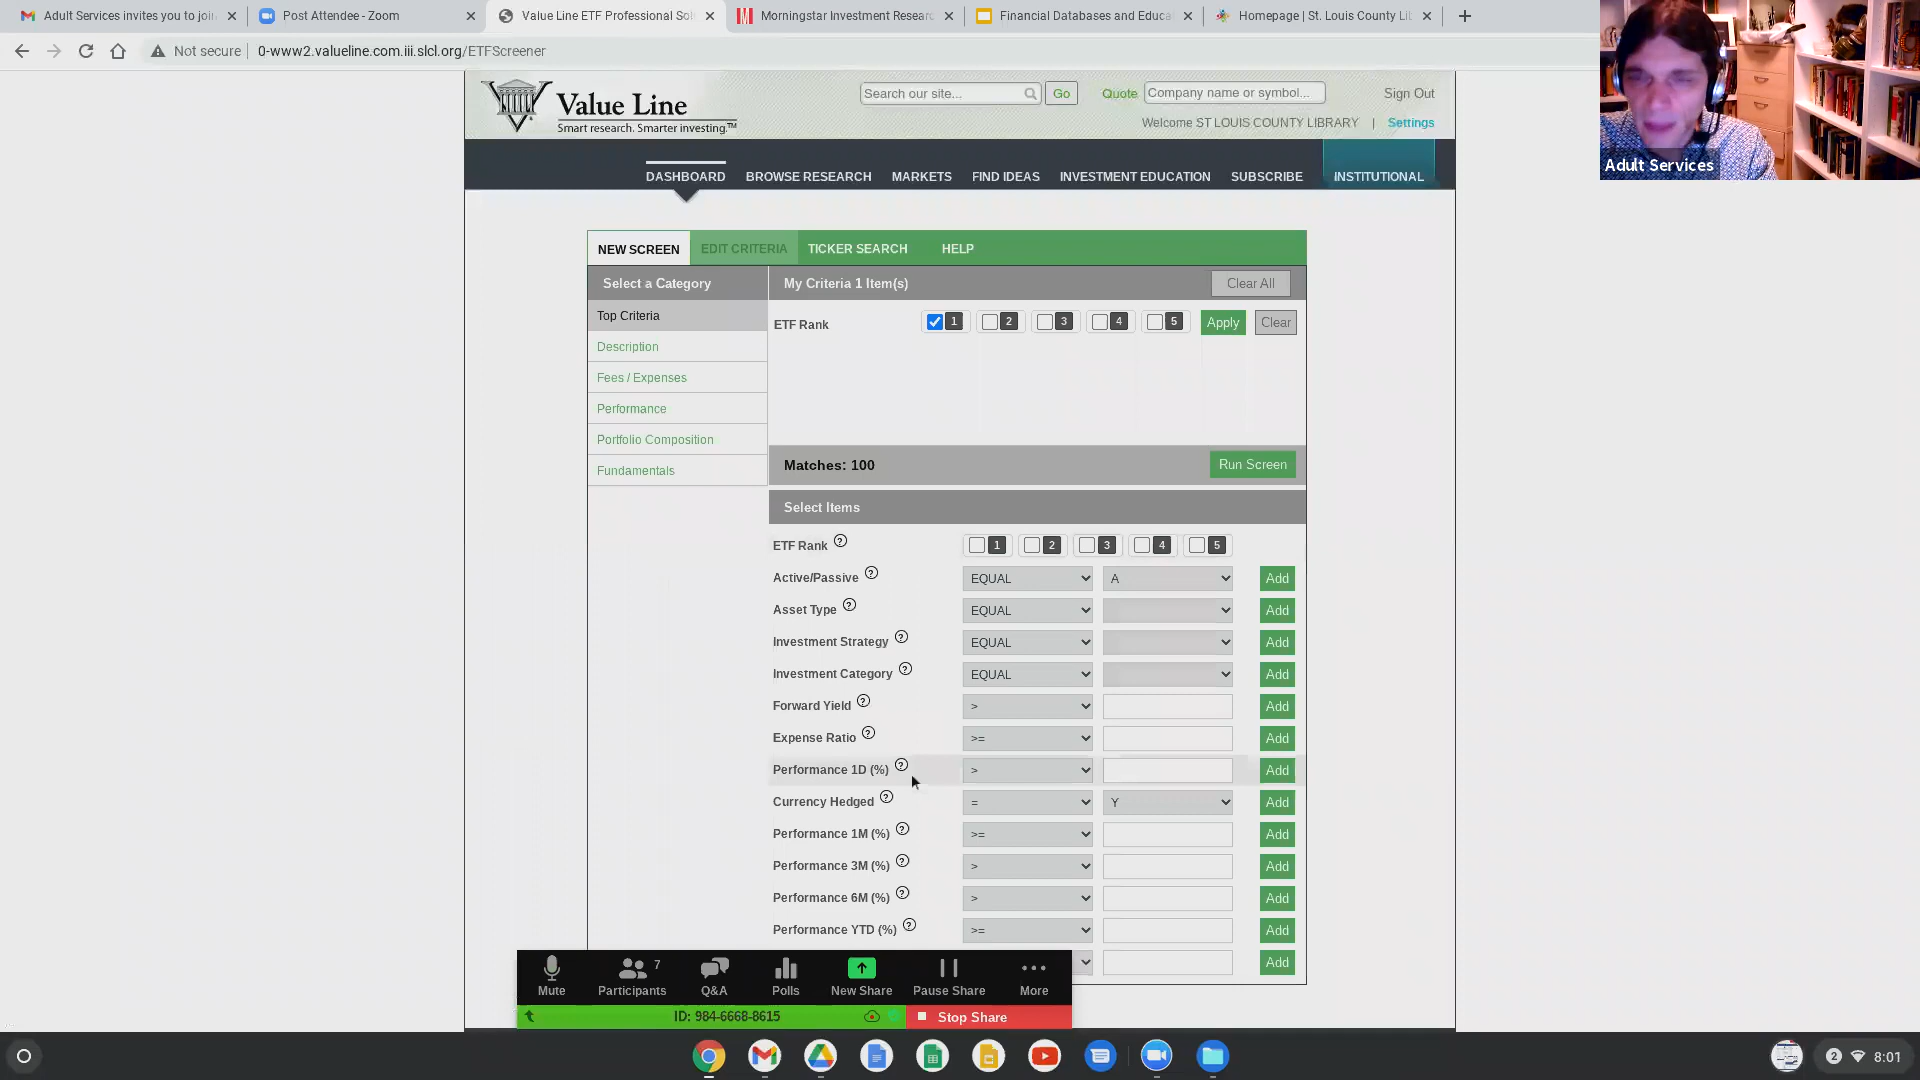 Adult Services invites you to joi
Post Attendee - Zoom
Value Line ETF Professional Sol
Morningstar Investment Researc
Financial Databases and Educa
Homepage | St. Louis County Li
Not secure
0-www2.valueline.com.iii.slcl.org/ETFScreener
Value Line
Smart research. Smarter investing.™
Search our site...
Go
Quote
Company name or symbol...
Sign Out
Welcome ST LOUIS COUNTY LIBRARY | Settings
Adult Services
DASHBOARD BROWSE RESEARCH MARKETS FIND IDEAS INVESTMENT EDUCATION SUBSCRIBE INSTITUTIONAL
NEW SCREEN EDIT CRITERIA TICKER SEARCH HELP
Select a Category
My Criteria 1 Item(s)
Clear All
Top Criteria
Description
Fees / Expenses
Performance
Portfolio Composition
Fundamentals
ETF Rank 1 2 3 4 5 Apply Clear
Matches: 100
Run Screen
Select Items
ETF Rank ? 1 2 3 4 5
Active/Passive ? EQUAL A Add
Asset Type ? EQUAL Add
Investment Strategy ? EQUAL Add
Investment Category ? EQUAL Add
Forward Yield ? > Add
Expense Ratio ? >= Add
Performance 1D (%) ? > Add
Currency Hedged ? = Y Add
Performance 1M (%) ? >= Add
Performance 3M (%) ? > Add
Performance 6M (%) ? > Add
Performance YTD (%) ? >= Add
Add
7
Mute Participants Q&A Polls New Share Pause Share More
ID: 984-6668-8615
Stop Share
2 8:01